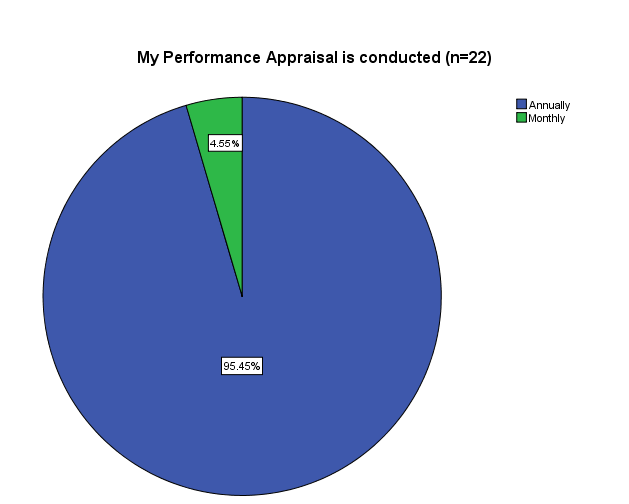 My Performance Appraisal is conducted (n=22)
Annually
Monthly
4.55%
95.45%